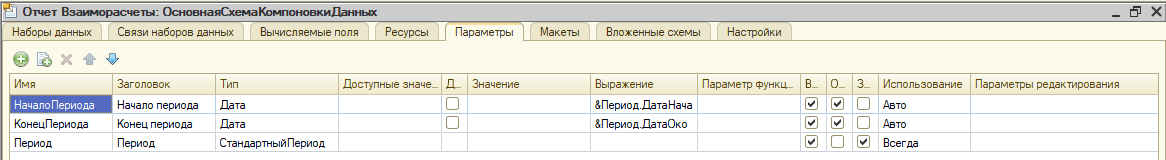 Отчет Взаиморасчеты: ОсновнаяСхемаКомпоновкиДанных
Наборы данных Связи наборов данных Вычисляемые поля Ресурсы Параметры Макеты Вложенные схемы Настройки
Имя Заголовок Тип Доступные значе... Д... Значение Выражение Параметр функц... В... О... З... Использование Параметры редактирования
НачалоПериода Начало периода Дата &Период.ДатаНача Авто
КонецПериода Конец периода Дата &Период.ДатаОко Авто
Период Период СтандартныйПериод Всегда